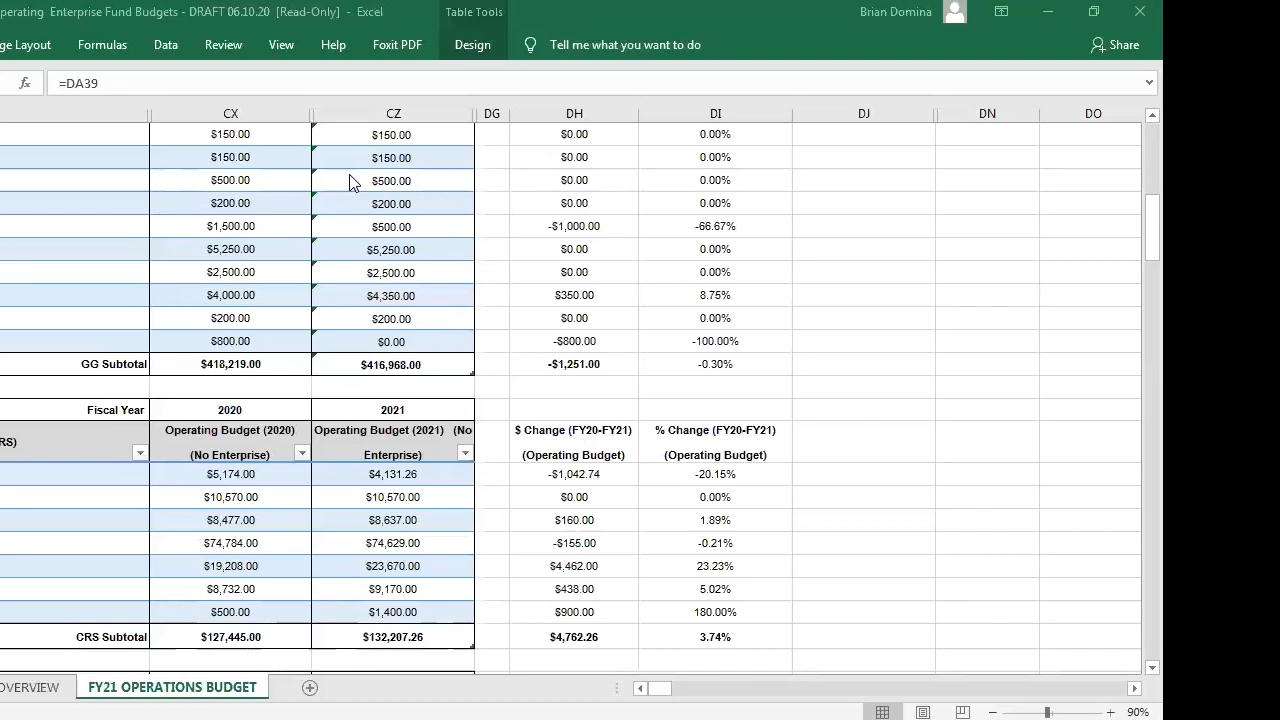 perating Enterprise Fund Budgets - DRAFT 06.10.20 [Read-Only] - Excel
Table Tools
Brian Domina
ge Layout Formulas Data Review View Help Foxit PDF Design Tell me what you want to do Share
fx =DA39
CX CZ DG DH DI DJ DN DO
$150.00 $150.00 $0.00 0.00%
$150.00 $150.00 $0.00 0.00%
$500.00 $500.00 $0.00 0.00%
$200.00 $200.00 $0.00 0.00%
$1,500.00 $500.00 -$1,000.00 -66.67%
$5,250.00 $5,250.00 $0.00 0.00%
$2,500.00 $2,500.00 $0.00 0.00%
$4,000.00 $4,350.00 $350.00 8.75%
$200.00 $200.00 $0.00 0.00%
$800.00 $0.00 -$800.00 -100.00%
GG Subtotal $418,219.00 $416,968.00 -$1,251.00 -0.30%
Fiscal Year 2020 2021
RS) Operating Budget (2020) Operating Budget (2021) (No $ Change (FY20-FY21) % Change (FY20-FY21)
(No Enterprise) Enterprise) (Operating Budget) (Operating Budget)
$5,174.00 $4,131.26 -$1,042.74 -20.15%
$10,570.00 $10,570.00 $0.00 0.00%
$8,477.00 $8,637.00 $160.00 1.89%
$74,784.00 $74,629.00 -$155.00 -0.21%
$19,208.00 $23,670.00 $4,462.00 23.23%
$8,732.00 $9,170.00 $438.00 5.02%
$500.00 $1,400.00 $900.00 180.00%
CRS Subtotal $127,445.00 $132,207.26 $4,762.26 3.74%
OVERVIEW FY21 OPERATIONS BUDGET
90%